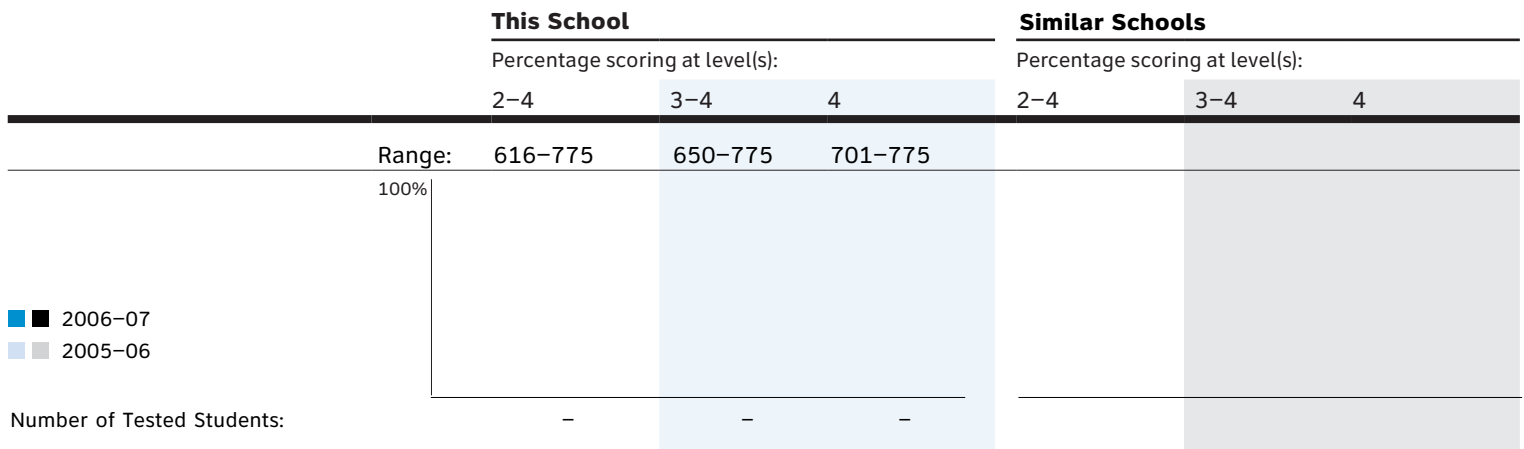 This School Similar Schools
Percentage scoring at level(s): Percentage scoring at level(s):
2–4 3–4 4 2–4 3–4 4
Range: 616–775 650–775 701–775
100%
2006–07
2005–06
Number of Tested Students: – – –